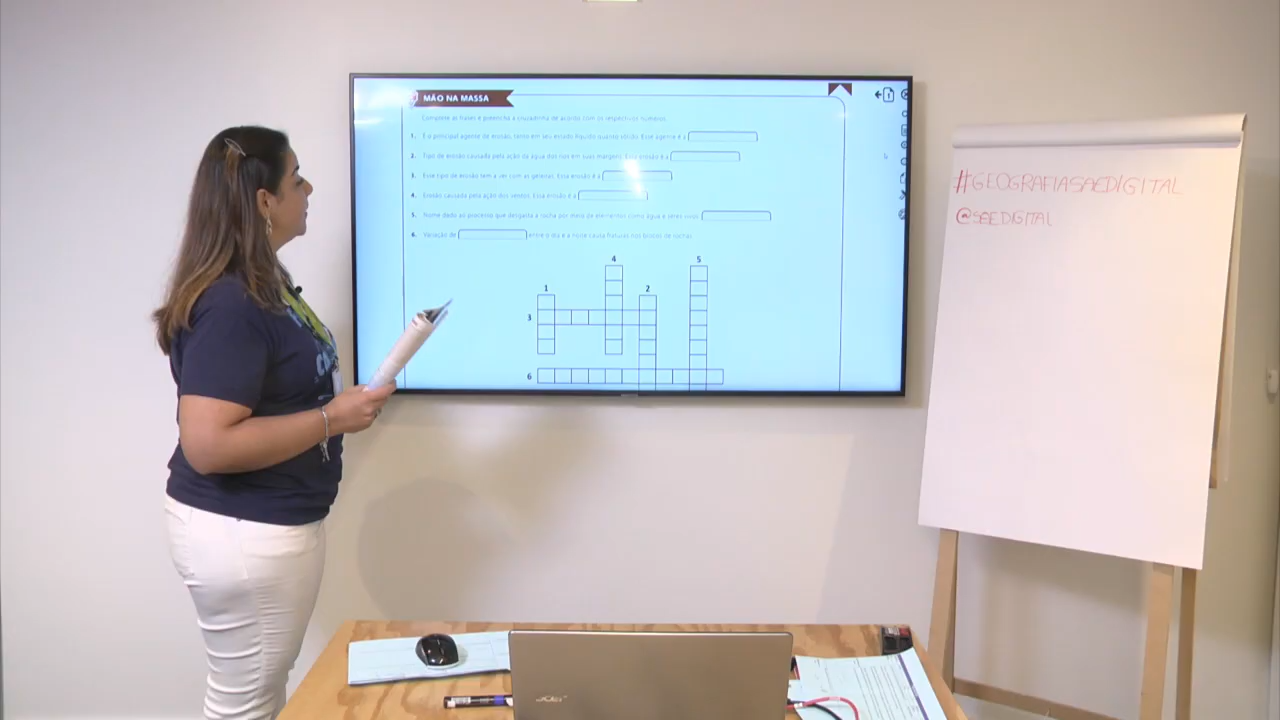 MÃO NA MASSA
Complete as frases e preencha a cruzadinha de acordo com os respectivos números.
1. É o principal agente de erosão, tanto em seu estado líquido quanto sólido. Esse agente é a
2. Tipo de erosão causada pela ação da água dos rios em suas margens. Essa erosão é a
3. Esse tipo de erosão tem a ver com as geleiras. Essa erosão é a
4. Erosão causada pela ação dos ventos. Essa erosão é a
5. Nome dado ao processo que desgasta a rocha por meio de elementos como água e seres vivos
6. Variação de entre o dia e a noite causa fraturas nos blocos de rochas.
4 5
1 2
3
6
#GEOGRAFIASAEDIGITAL
@SAEDIGITAL
acer